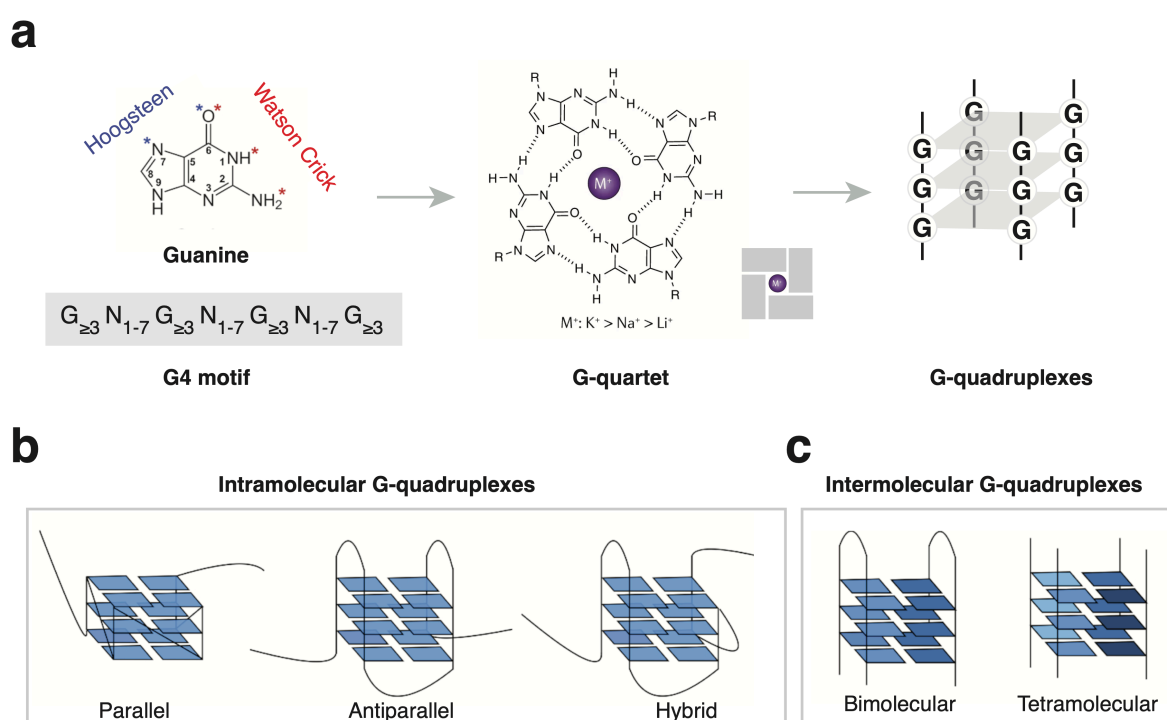 a
Hoogsteen
Watson Crick
* O *
6
* N
7
5
1
NH *
8
9
4
2
3
N
H
N
NH₂ *
Guanine
G≥3 N1-7 G≥3 N1-7 G≥3 N1-7 G≥3
G4 motif
R
N
N
N
H
N
H
N
H
O
N
N
R
N
O
N
N
H
N
H
H
N
H
N
O
N
N
N
R
M⁺
O
N
H
N
H
N
N
H
N
R
M⁺
M⁺: K⁺ > Na⁺ > Li⁺
G-quartet
G
G
G
G
G
G
G
G
G
G
G
G
G-quadruplexes
b
Intramolecular G-quadruplexes
Parallel
Antiparallel
Hybrid
c
Intermolecular G-quadruplexes
Bimolecular
Tetramolecular